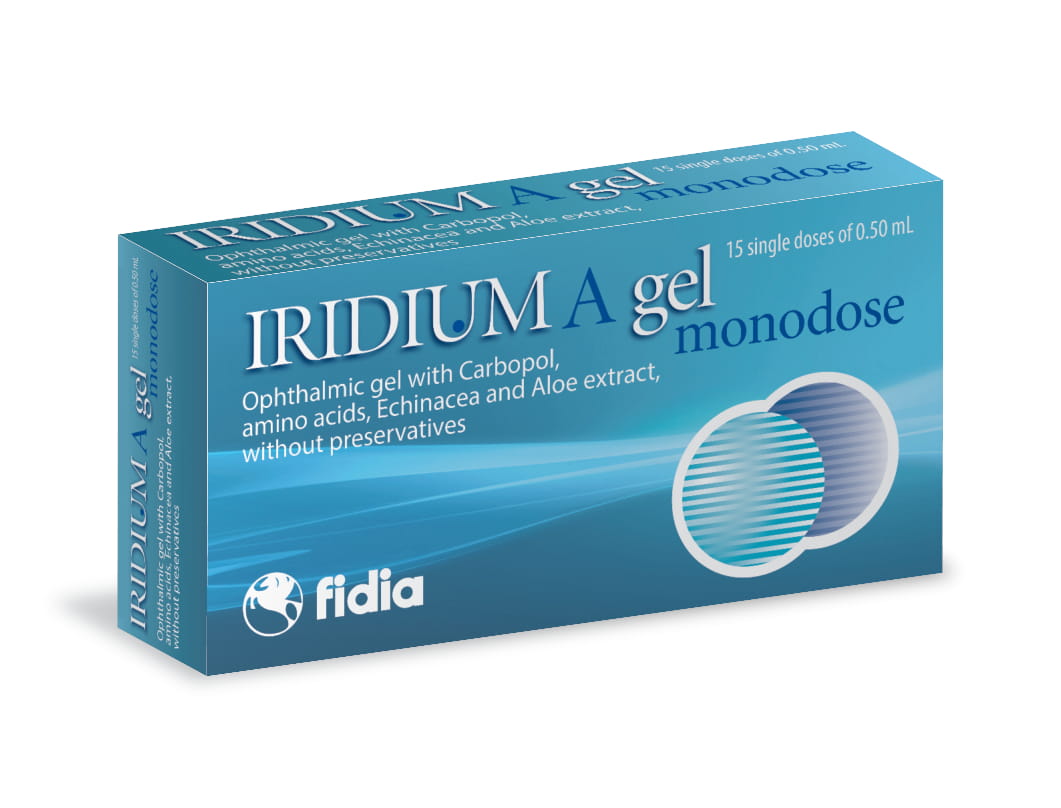 IRIDIUM A gel
15 single doses of 0.50 mL
monodose
Ophthalmic gel with Carbopol,
amino acids, Echinacea and Aloe extract,
without preservatives
IRIDIUM A gel
15 single doses of 0.50 mL
monodose
Ophthalmic gel with Carbopol,
amino acids, Echinacea and Aloe extract,
without preservatives
fidia
IRIDIUM A gel
15 single doses of 0.50 mL
monodose
Ophthalmic gel with Carbopol,
amino acids, Echinacea and Aloe extract,
without preservatives